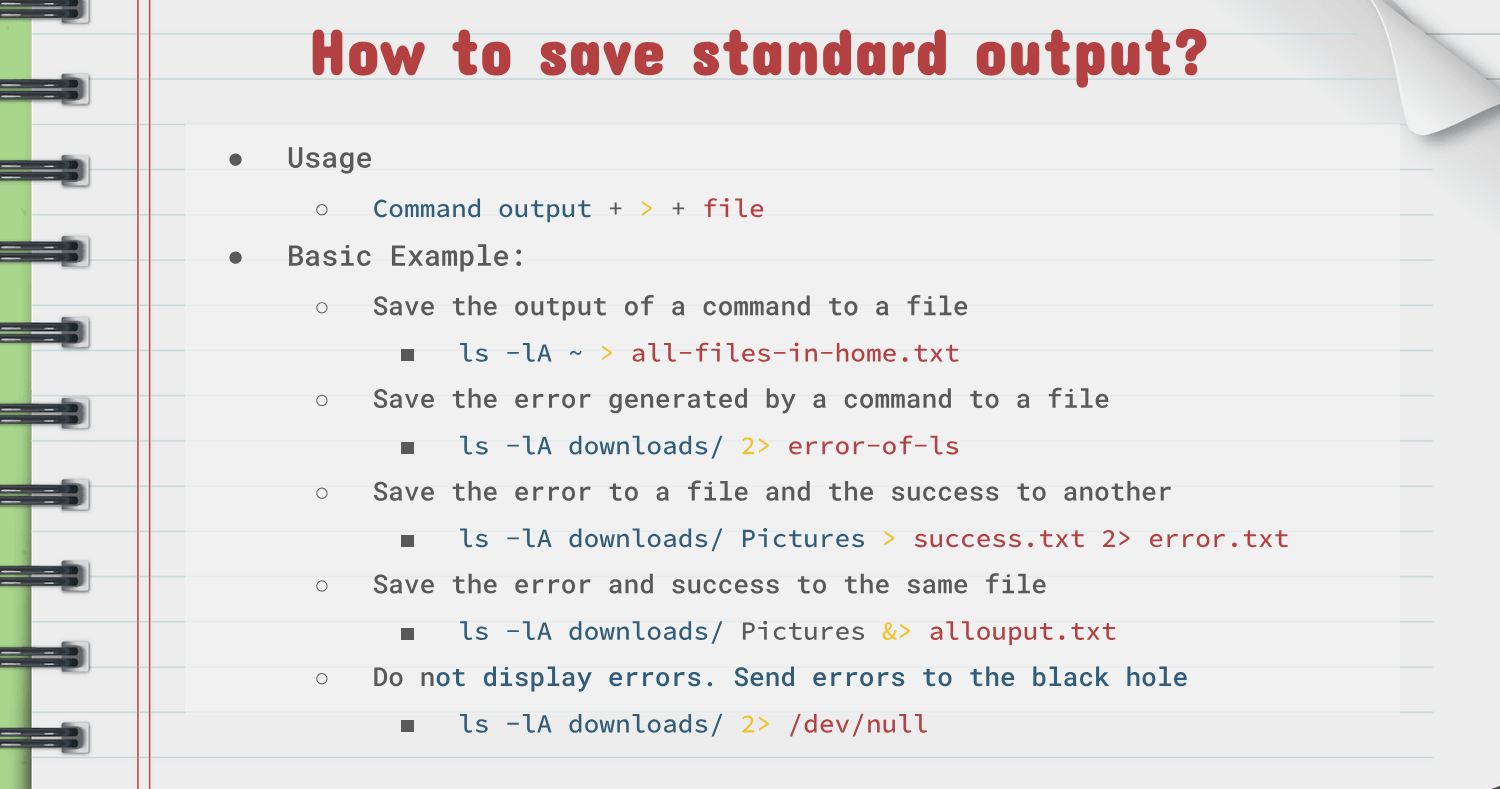 How to save standard output?
● Usage
○ Command output + > + file
● Basic Example:
○ Save the output of a command to a file
■ ls -lA ~ > all-files-in-home.txt
○ Save the error generated by a command to a file
■ ls -lA downloads/ 2> error-of-ls
○ Save the error to a file and the success to another
■ ls -lA downloads/ Pictures > success.txt 2> error.txt
○ Save the error and success to the same file
■ ls -lA downloads/ Pictures &> allouput.txt
○ Do not display errors. Send errors to the black hole
■ ls -lA downloads/ 2> /dev/null